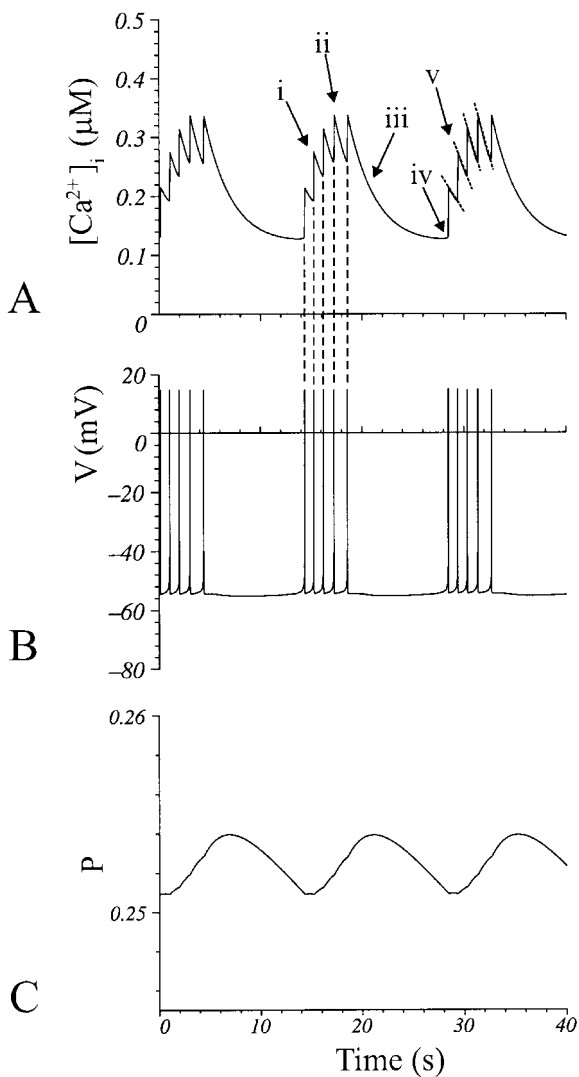 0.5
0.4
0.3
0.2
0.1
0
[Ca²⁺]ᵢ (μM)
i
ii
iii
iv
v
A
20
0
–20
–40
–60
–80
V (mV)
B
0.26
0.25
P
C
0 10 20 30 40
Time (s)